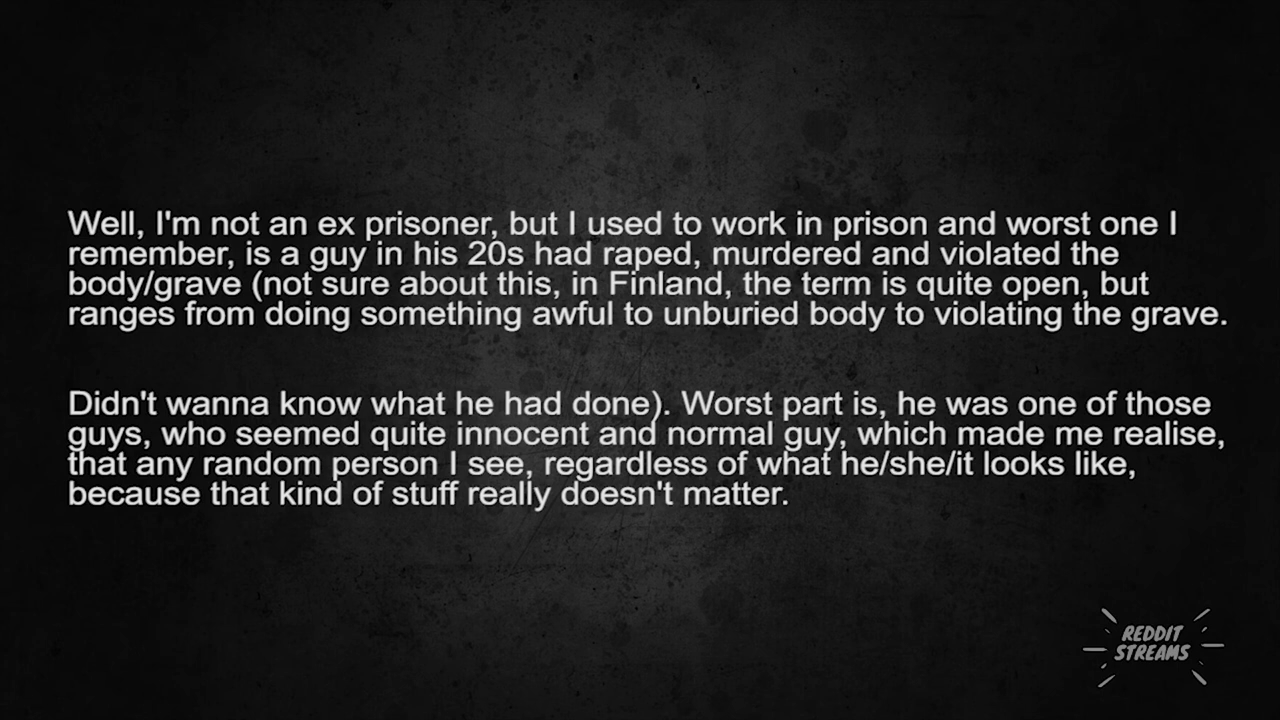 Well, I'm not an ex prisoner, but I used to work in prison and worst one I
remember, is a guy in his 20s had raped, murdered and violated the
body/grave (not sure about this, in Finland, the term is quite open, but
ranges from doing something awful to unburied body to violating the grave.
Didn't wanna know what he had done). Worst part is, he was one of those
guys, who seemed quite innocent and normal guy, which made me realise,
that any random person I see, regardless of what he/she/it looks like,
because that kind of stuff really doesn't matter.
REDDIT
STREAMS